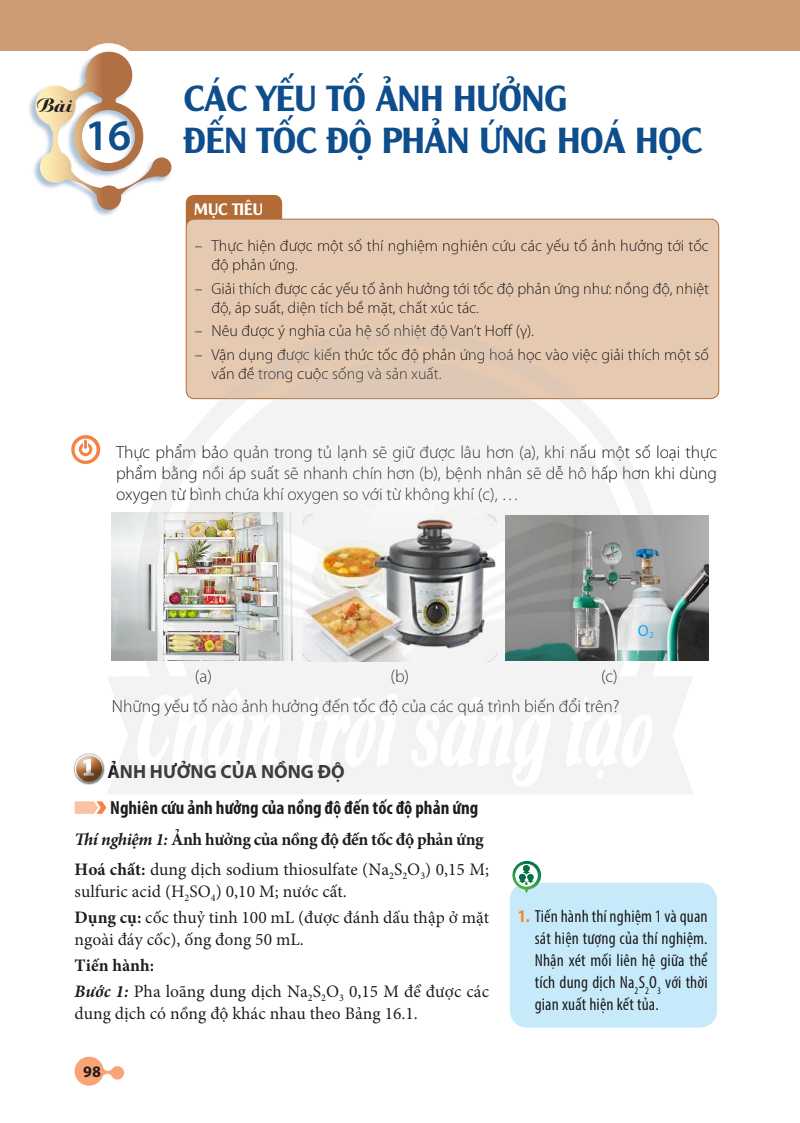 Bài
16
CÁC YẾU TỐ ẢNH HƯỞNG
ĐẾN TỐC ĐỘ PHẢN ỨNG HOÁ HỌC
MỤC TIÊU
– Thực hiện được một số thí nghiệm nghiên cứu các yếu tố ảnh hưởng tới tốc
độ phản ứng.
– Giải thích được các yếu tố ảnh hưởng tới tốc độ phản ứng như: nồng độ, nhiệt
độ, áp suất, diện tích bề mặt, chất xúc tác.
– Nêu được ý nghĩa của hệ số nhiệt độ Van't Hoff (γ).
– Vận dụng được kiến thức tốc độ phản ứng hoá học vào việc giải thích một số
vấn đề trong cuộc sống và sản xuất.
Thực phẩm bảo quản trong tủ lạnh sẽ giữ được lâu hơn (a), khi nấu một số loại thực
phẩm bằng nồi áp suất sẽ nhanh chín hơn (b), bệnh nhân sẽ dễ hô hấp hơn khi dùng
oxygen từ bình chứa khí oxygen so với từ không khí (c), …
O₂
(a) (b) (c)
Những yếu tố nào ảnh hưởng đến tốc độ của các quá trình biến đổi trên?
Chân trời sáng tạo
1 ẢNH HƯỞNG CỦA NỒNG ĐỘ
Nghiên cứu ảnh hưởng của nồng độ đến tốc độ phản ứng
Thí nghiệm 1: Ảnh hưởng của nồng độ đến tốc độ phản ứng
Hoá chất: dung dịch sodium thiosulfate (Na₂S₂O₃) 0,15 M;
sulfuric acid (H₂SO₄) 0,10 M; nước cất.
Dụng cụ: cốc thuỷ tinh 100 mL (được đánh dấu thập ở mặt
ngoài đáy cốc), ống đong 50 mL.
Tiến hành:
Bước 1: Pha loãng dung dịch Na₂S₂O₃ 0,15 M để được các
dung dịch có nồng độ khác nhau theo Bảng 16.1.
1. Tiến hành thí nghiệm 1 và quan
sát hiện tượng của thí nghiệm.
Nhận xét mối liên hệ giữa thể
tích dung dịch Na₂S₂O₃ với thời
gian xuất hiện kết tủa.
98